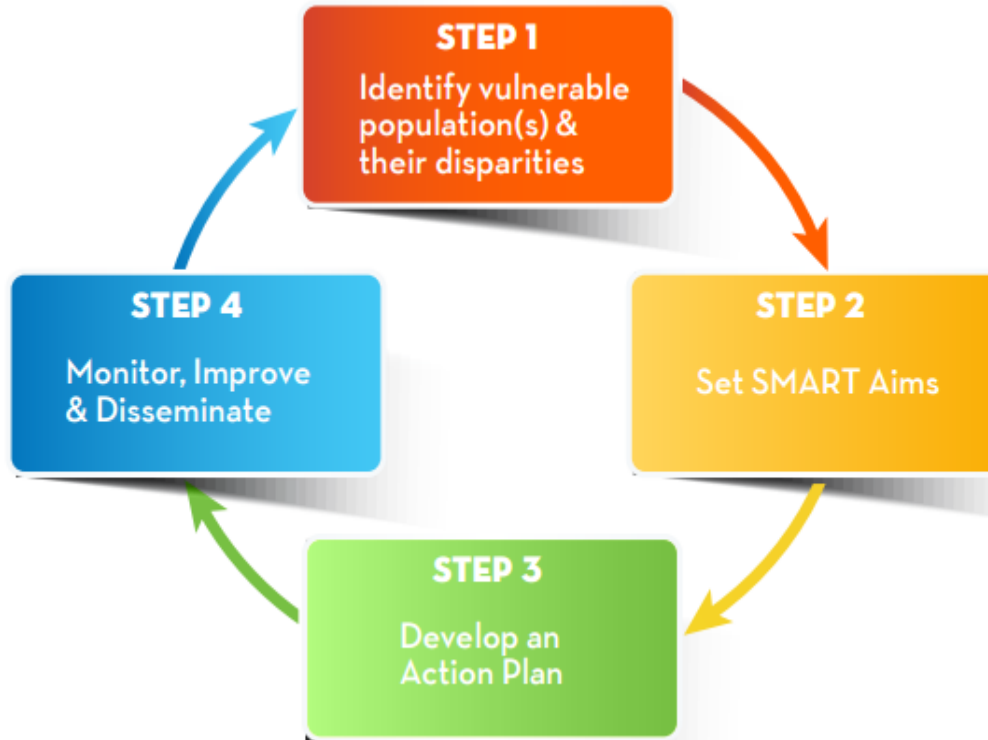 STEP 1
Identify vulnerable
population(s) &
their disparities
STEP 2
Set SMART Aims
STEP 3
Develop an
Action Plan
STEP 4
Monitor, Improve
& Disseminate